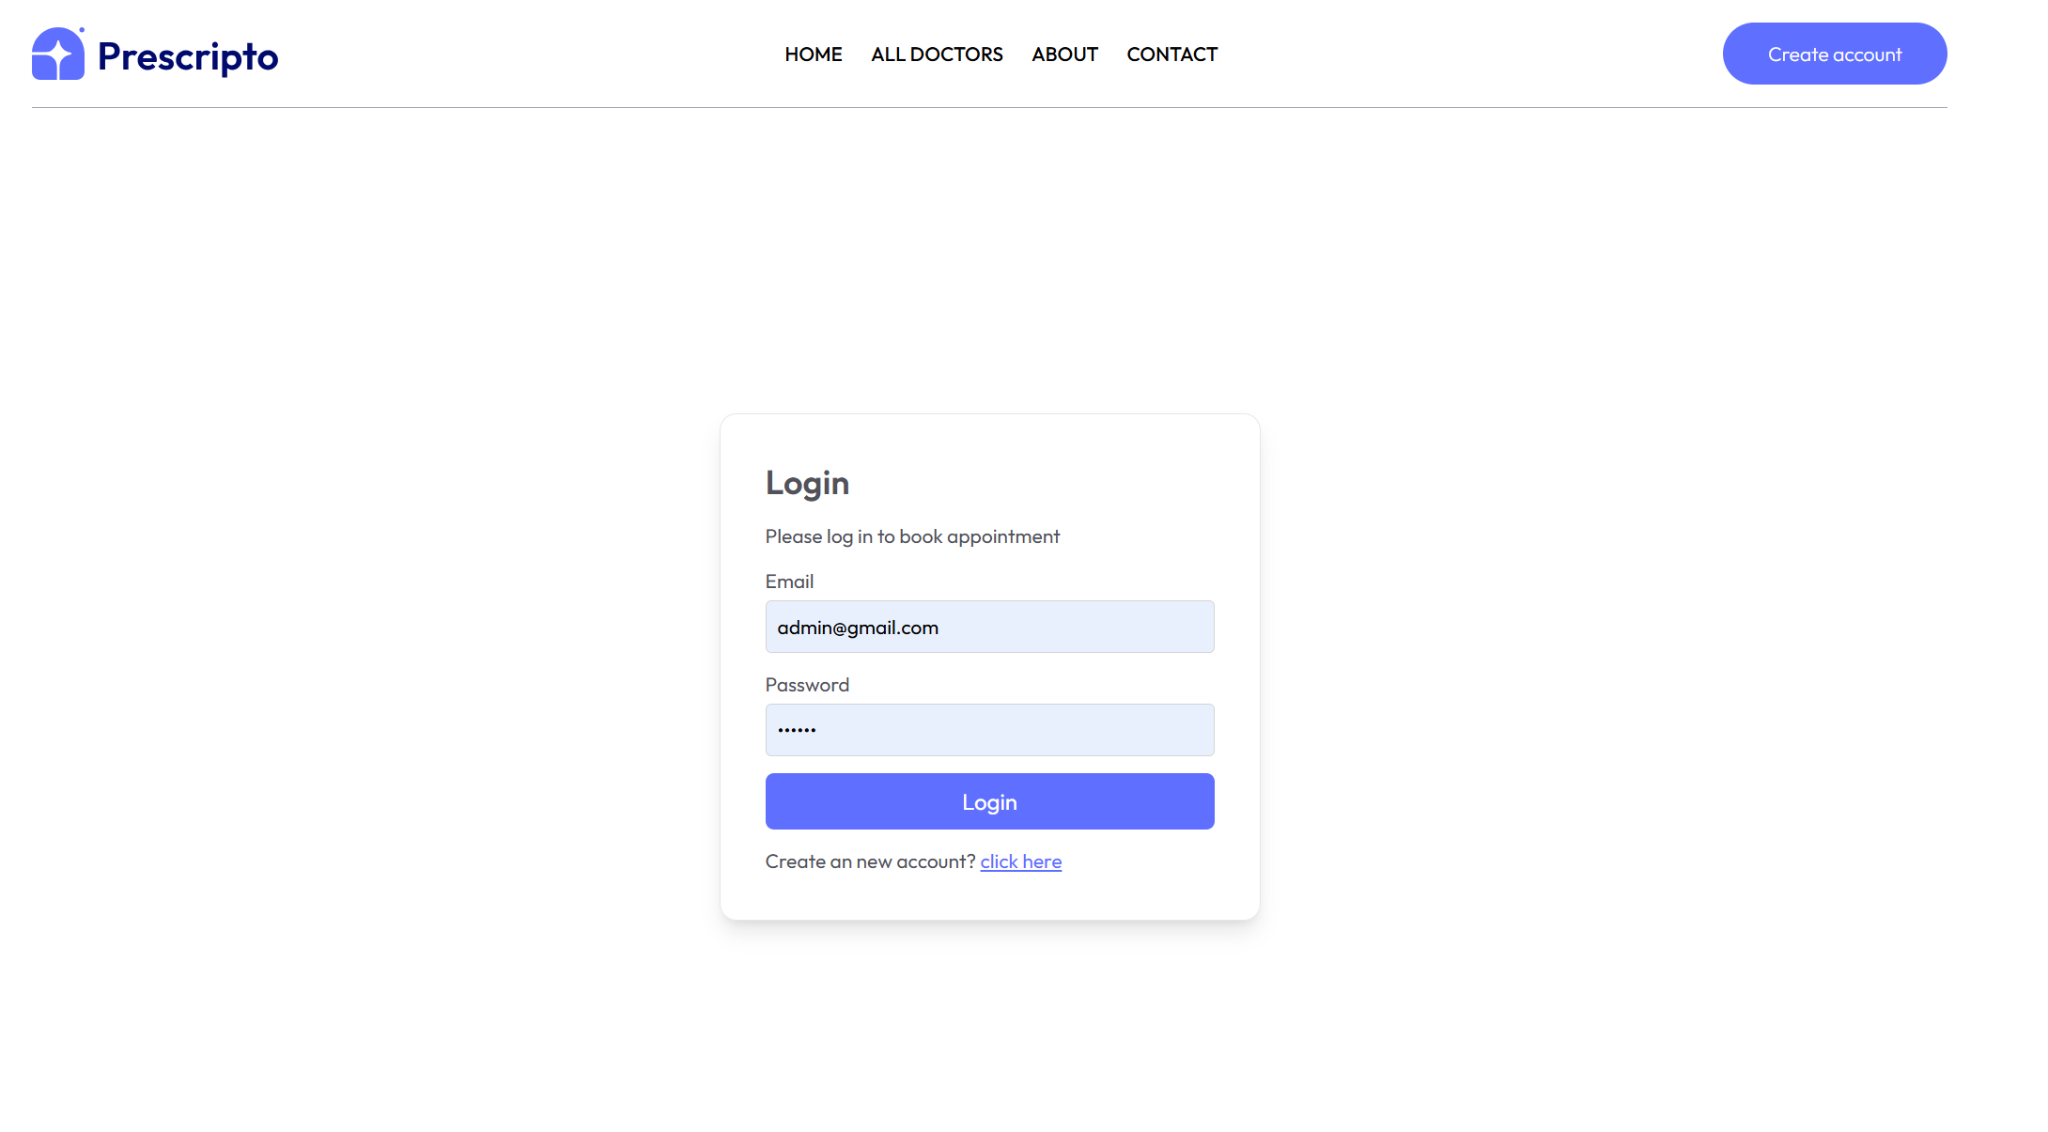 Prescripto
HOME ALL DOCTORS ABOUT CONTACT
Create account
Login
Please log in to book appointment
Email
admin@gmail.com
Password
••••••
Login
Create an new account? click here